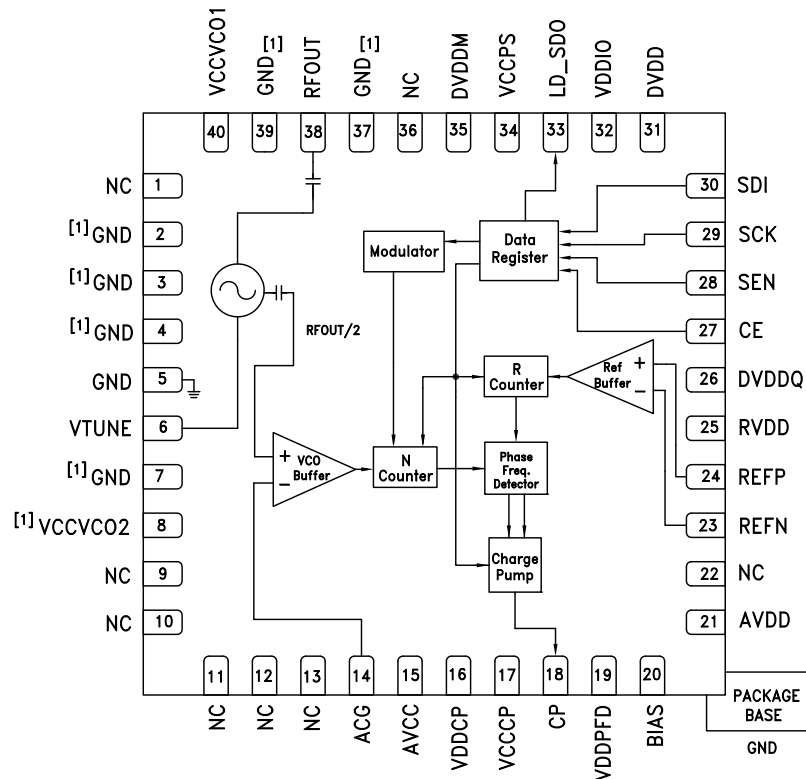 VCCVCO1
GND[1]
RFOUT
GND[1]
NC
DVDDM
VCCPS
LD_SDO
VDDIO
DVDD
40
39
38
37
36
35
34
33
32
31
NC 1
[1]GND 2
[1]GND 3
[1]GND 4
GND 5
VTUNE 6
[1]GND 7
[1]VCCVCO2 8
NC 9
NC 10
30 SDI
29 SCK
28 SEN
27 CE
26 DVDDQ
25 RVDD
24 REFP
23 REFN
22 NC
21 AVDD
Modulator
Data
Register
RFOUT/2
R
Counter
Ref
Buffer
+
−
+
−
VCO
Buffer
N
Counter
Phase
Freq.
Detector
Charge
Pump
11
12
13
14
15
16
17
18
19
20
NC
NC
NC
ACG
AVCC
VDDCP
VCCCP
CP
VDDPFD
BIAS
PACKAGE
BASE
GND